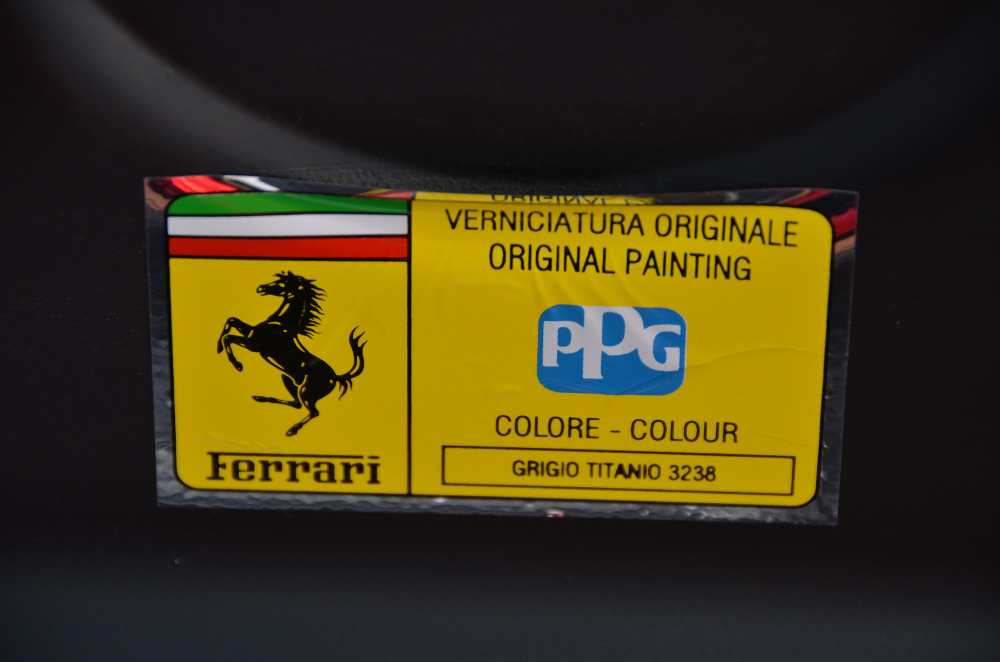 VERNICIATURA ORIGINALE
ORIGINAL PAINTING
PPG
COLORE - COLOUR
GRIGIO TITANIO 3238
Ferrari